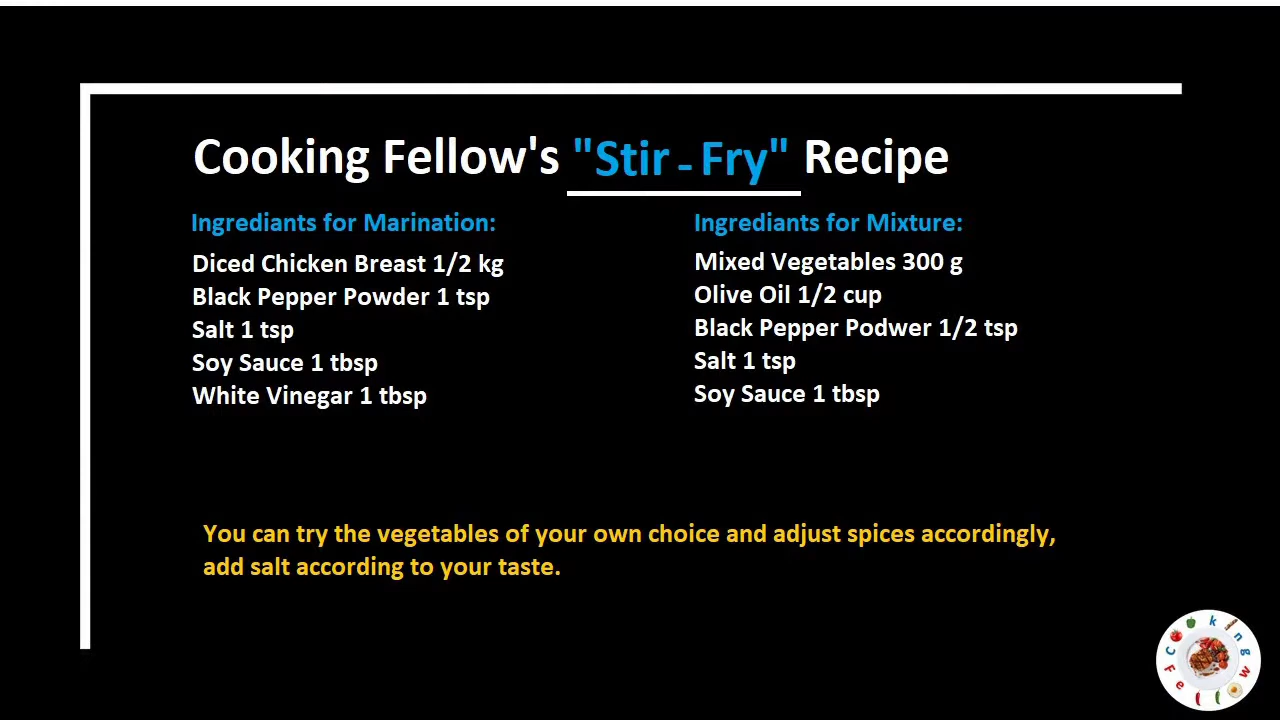 Cooking Fellow's "Stir-Fry" Recipe
Ingrediants for Marination:
Diced Chicken Breast 1/2 kg
Black Pepper Powder 1 tsp
Salt 1 tsp
Soy Sauce 1 tbsp
White Vinegar 1 tbsp
Ingrediants for Mixture:
Mixed Vegetables 300 g
Olive Oil 1/2 cup
Black Pepper Podwer 1/2 tsp
Salt 1 tsp
Soy Sauce 1 tbsp
You can try the vegetables of your own choice and adjust spices accordingly,
add salt according to your taste.
Cooking
Fellow